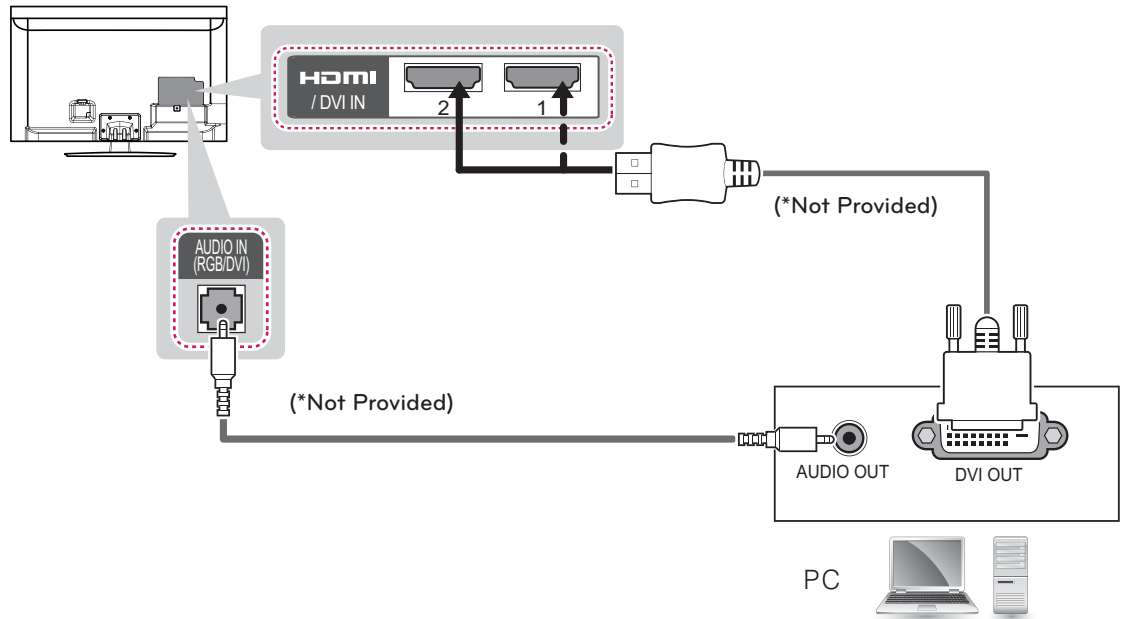 HDMI
/ DVI IN
2
1
(*Not Provided)
AUDIO IN
(RGB/DVI)
(*Not Provided)
AUDIO OUT
DVI OUT
PC